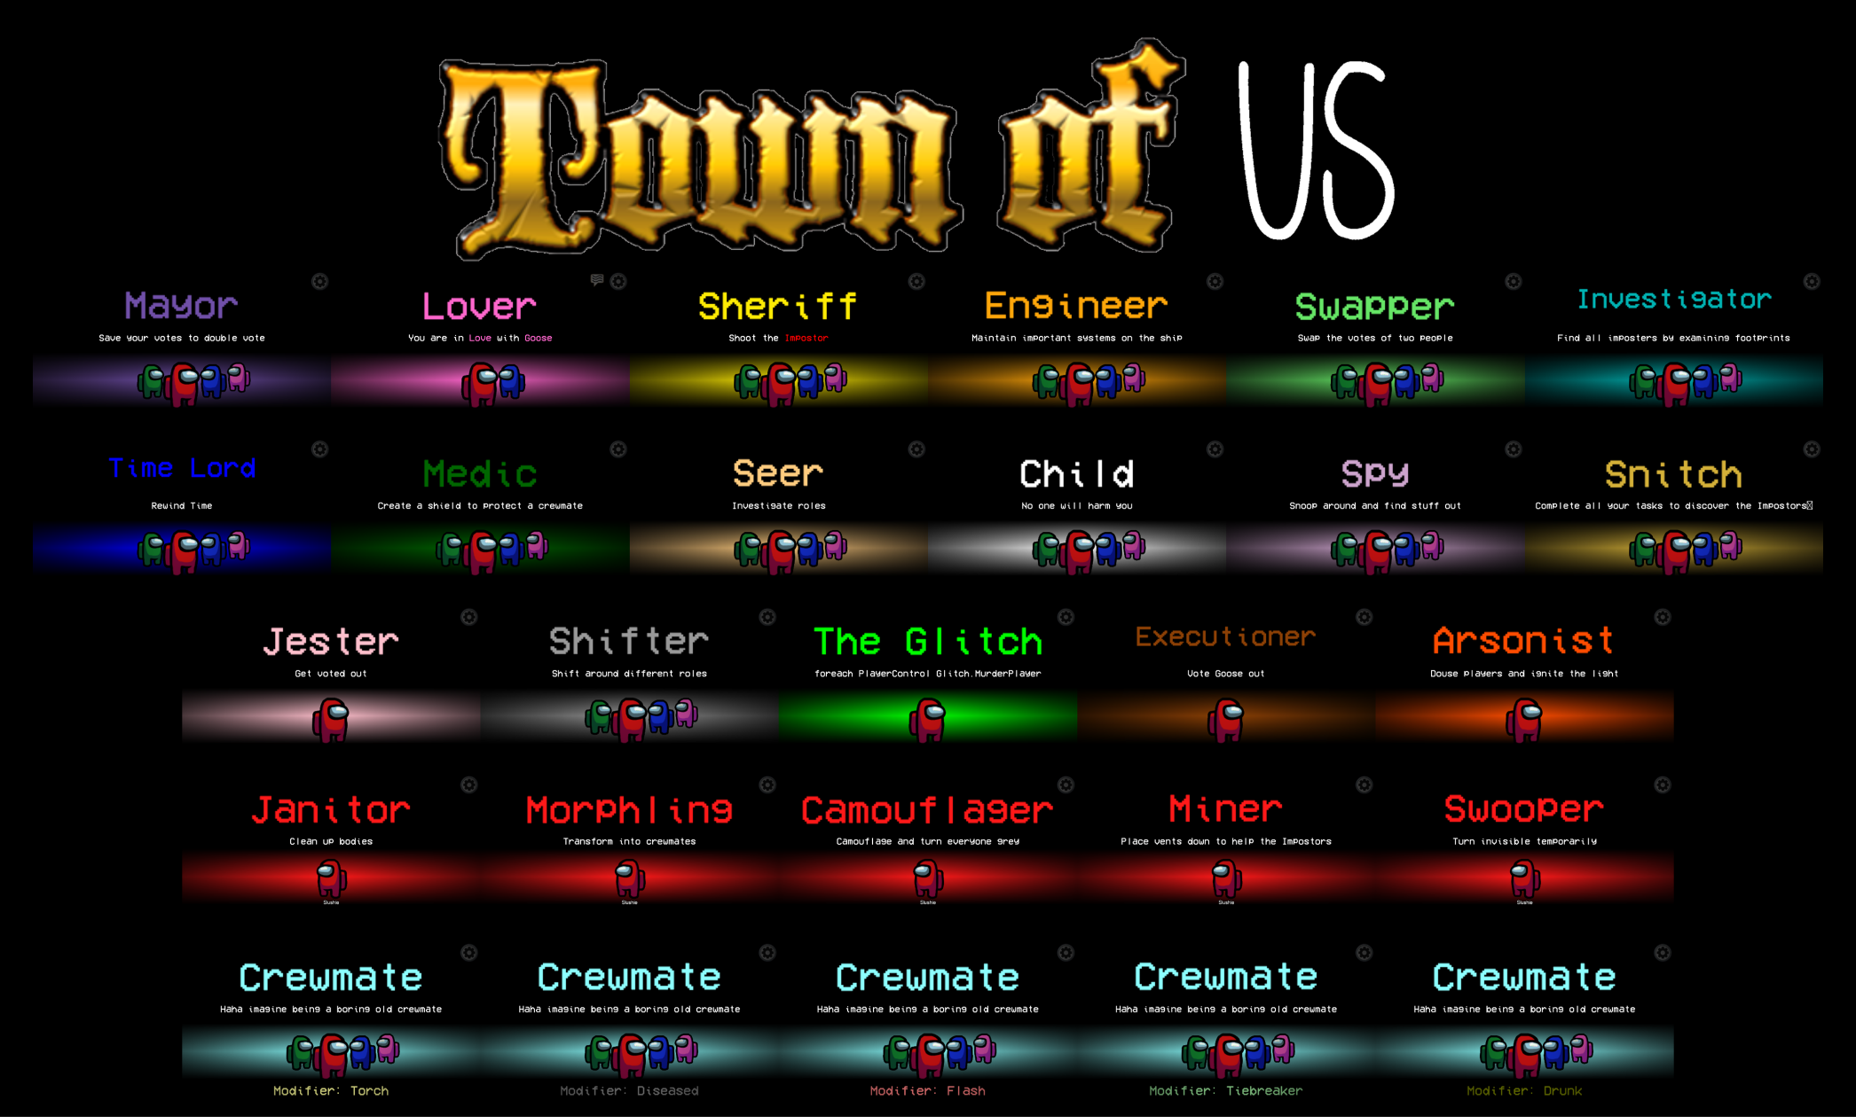 Town of US
Mayor
Save your votes to double vote
Lover
You are in Love with Goose
Sheriff
Shoot the Impostor
Engineer
Maintain important systems on the ship
Swapper
Swap the votes of two people
Investigator
Find all imposters by examining footprints
Time Lord
Rewind Time
Medic
Create a shield to protect a crewmate
Seer
Investigate roles
Child
No one will harm you
Spy
Snoop around and find stuff out
Snitch
Complete all your tasks to discover the Impostors
Jester
Get voted out
Shifter
Shift around different roles
The Glitch
foreach PlayerControl Glitch.MurderPlayer
Executioner
Vote Goose out
Arsonist
Douse players and ignite the light
Janitor
Clean up bodies
Morphling
Transform into crewmates
Camouflager
Camouflage and turn everyone grey
Miner
Place vents down to help the Impostors
Swooper
Turn invisible temporarily
Crewmate
Haha imagine being a boring old crewmate
Modifier: Torch
Crewmate
Haha imagine being a boring old crewmate
Modifier: Diseased
Crewmate
Haha imagine being a boring old crewmate
Modifier: Flash
Crewmate
Haha imagine being a boring old crewmate
Modifier: Tiebreaker
Crewmate
Haha imagine being a boring old crewmate
Modifier: Drunk